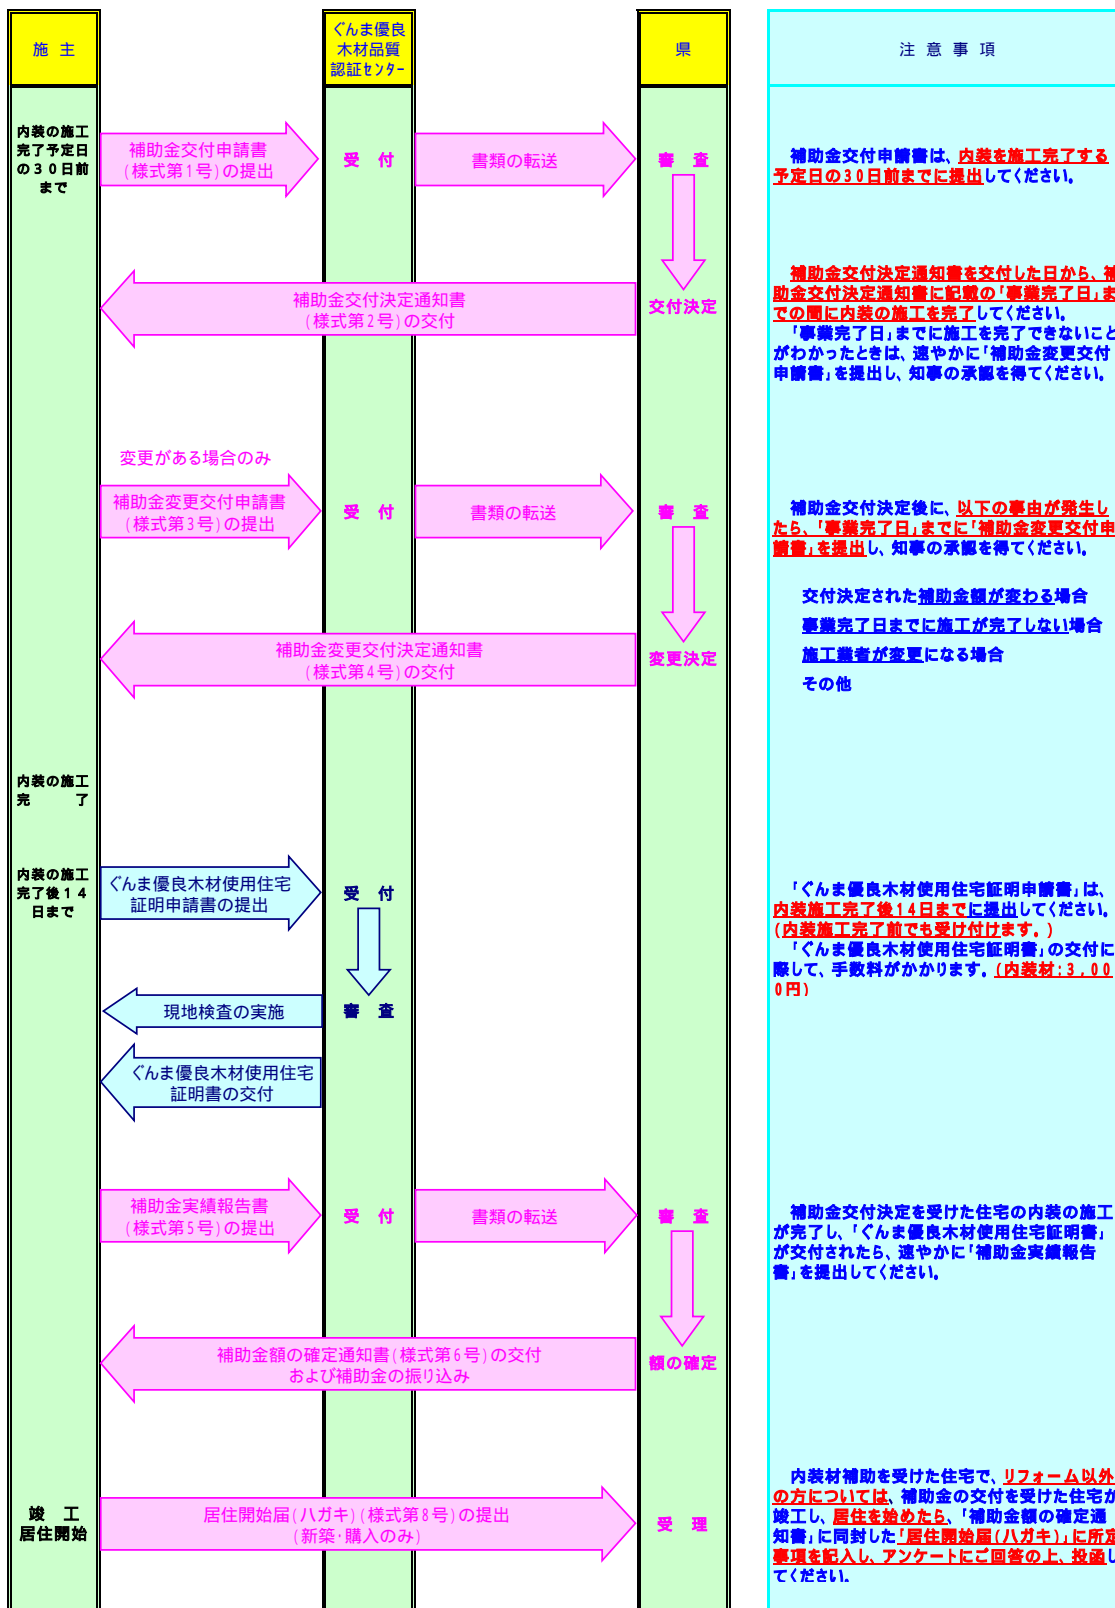 施 主
ぐんま優良
木材品質
認証センター
県
注 意 事 項
内装の施工
完了予定日
の３０日前
まで
補助金交付申請書
(様式第1号)の提出
受 付
書類の転送
審 査
補助金交付申請書は、内装を施工完了する
予定日の30日前までに提出してください。
補助金交付決定通知書
(様式第2号)の交付
交付決定
補助金交付決定通知書を交付した日から、補
助金交付決定通知書に記載の「事業完了日」ま
での間に内装の施工を完了してください。
「事業完了日」までに施工を完了できないこと
がわかったときは、速やかに「補助金変更交付
申請書」を提出し、知事の承認を得てください。
変更がある場合のみ
補助金変更交付申請書
(様式第3号)の提出
受 付
書類の転送
審 査
補助金交付決定後に、以下の事由が発生し
たら、「事業完了日」までに「補助金変更交付申
請書」を提出し、知事の承認を得てください。
交付決定された補助金額が変わる場合
事業完了日までに施工が完了しない場合
施工業者が変更になる場合
その他
補助金変更交付決定通知書
(様式第4号)の交付
変更決定
内装の施工
完 了
内装の施工
完了後１４
日まで
ぐんま優良木材使用住宅
証明申請書の提出
受 付
「ぐんま優良木材使用住宅証明申請書」は、
内装施工完了後14日までに提出してください。
(内装施工完了前でも受け付けます。)
「ぐんま優良木材使用住宅証明書」の交付に
際して、手数料がかかります。(内装材:3,00
0円)
現地検査の実施
審 査
ぐんま優良木材使用住宅
証明書の交付
補助金実績報告書
(様式第5号)の提出
受 付
書類の転送
審 査
補助金交付決定を受けた住宅の内装の施工
が完了し、「ぐんま優良木材使用住宅証明書」
が交付されたら、速やかに「補助金実績報告
書」を提出してください。
補助金額の確定通知書(様式第6号)の交付
および補助金の振り込み
額の確定
竣 工
居住開始
居住開始届(ハガキ)(様式第8号)の提出
(新築・購入のみ)
受 理
内装材補助を受けた住宅で、リフォーム以外
の方については、補助金の交付を受けた住宅が
竣工し、居住を始めたら、「補助金額の確定通
知書」に同封した「居住開始届(ハガキ)」に所定
事項を記入し、アンケートにご回答の上、投函し
てください。